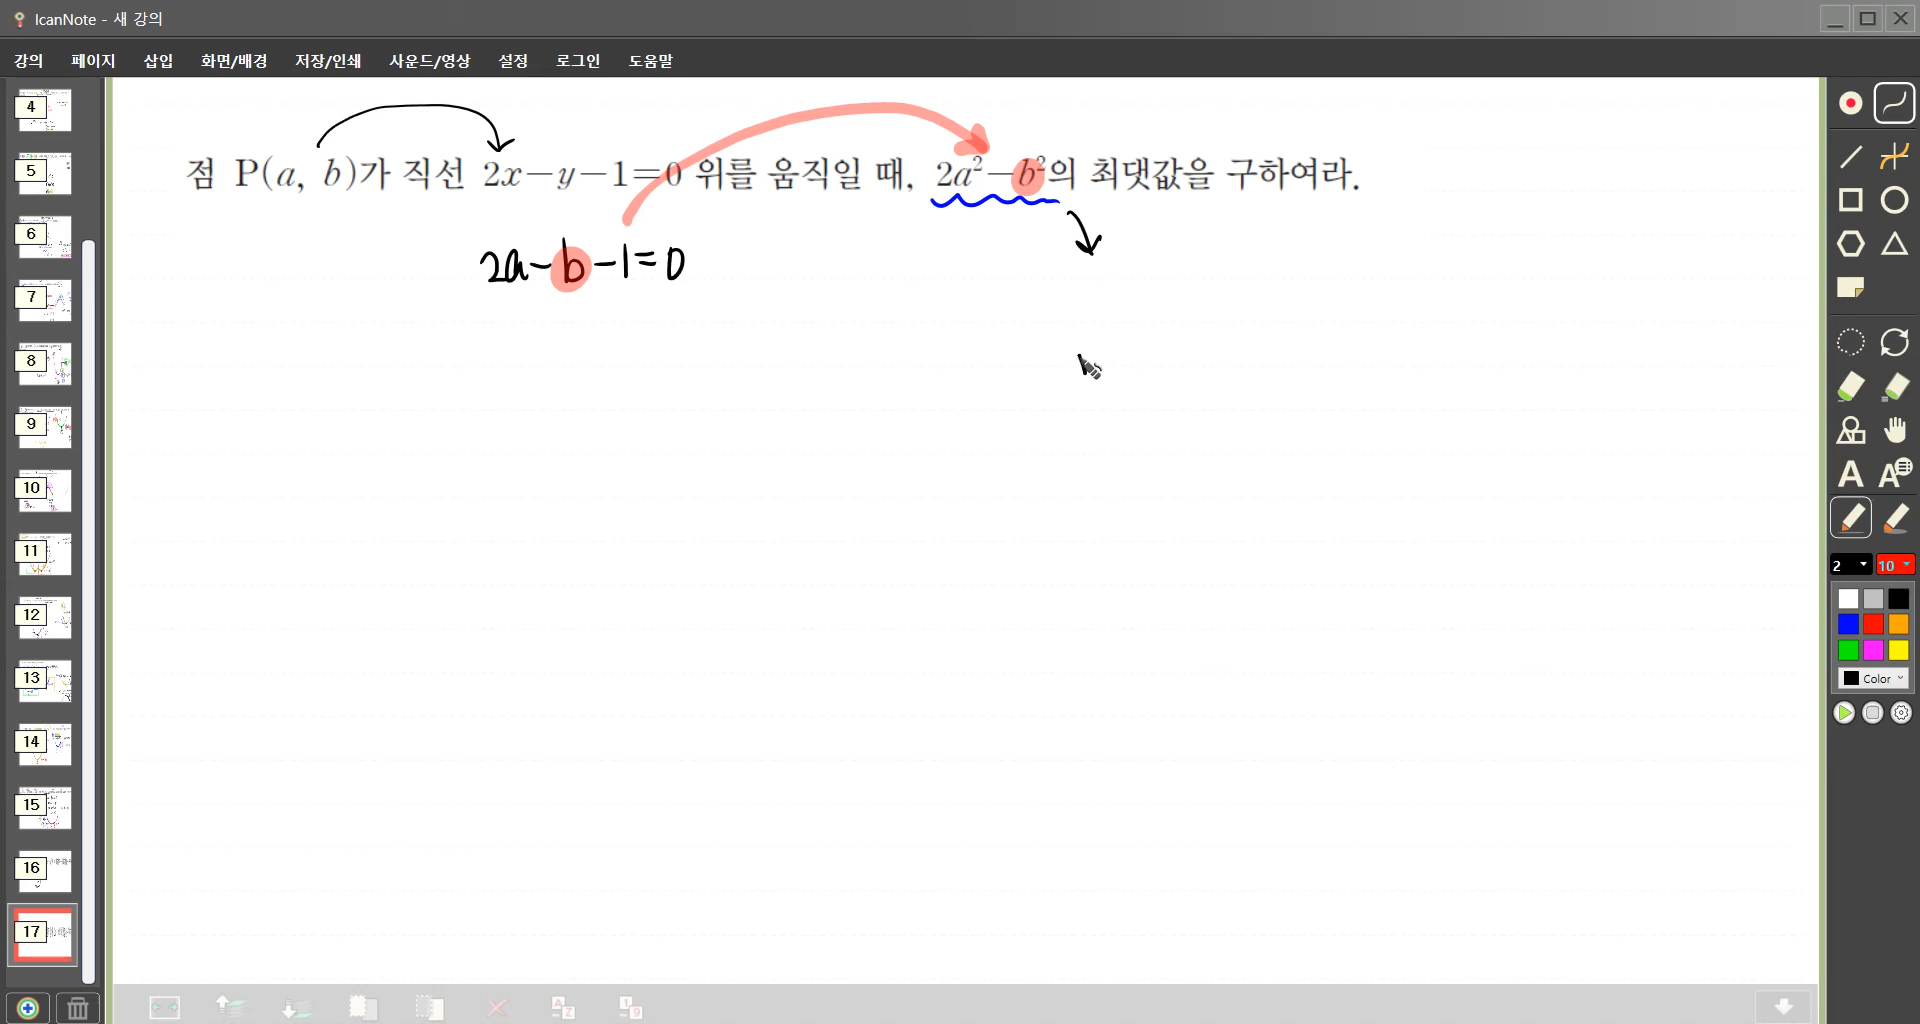 IcanNote - 새 강의
강의 페이지 삽입 화면/배경 저장/인쇄 사운드/영상 설정 로그인 도움말
4
5
6
7
8
9
10
11
12
13
14
15
16
17
점 P(a, b)가 직선 2x-y-1=0 위를 움직일 때, 2a²-b²의 최댓값을 구하여라.
2a-b-1=0
A A
2 10
Color
A Z
1 9